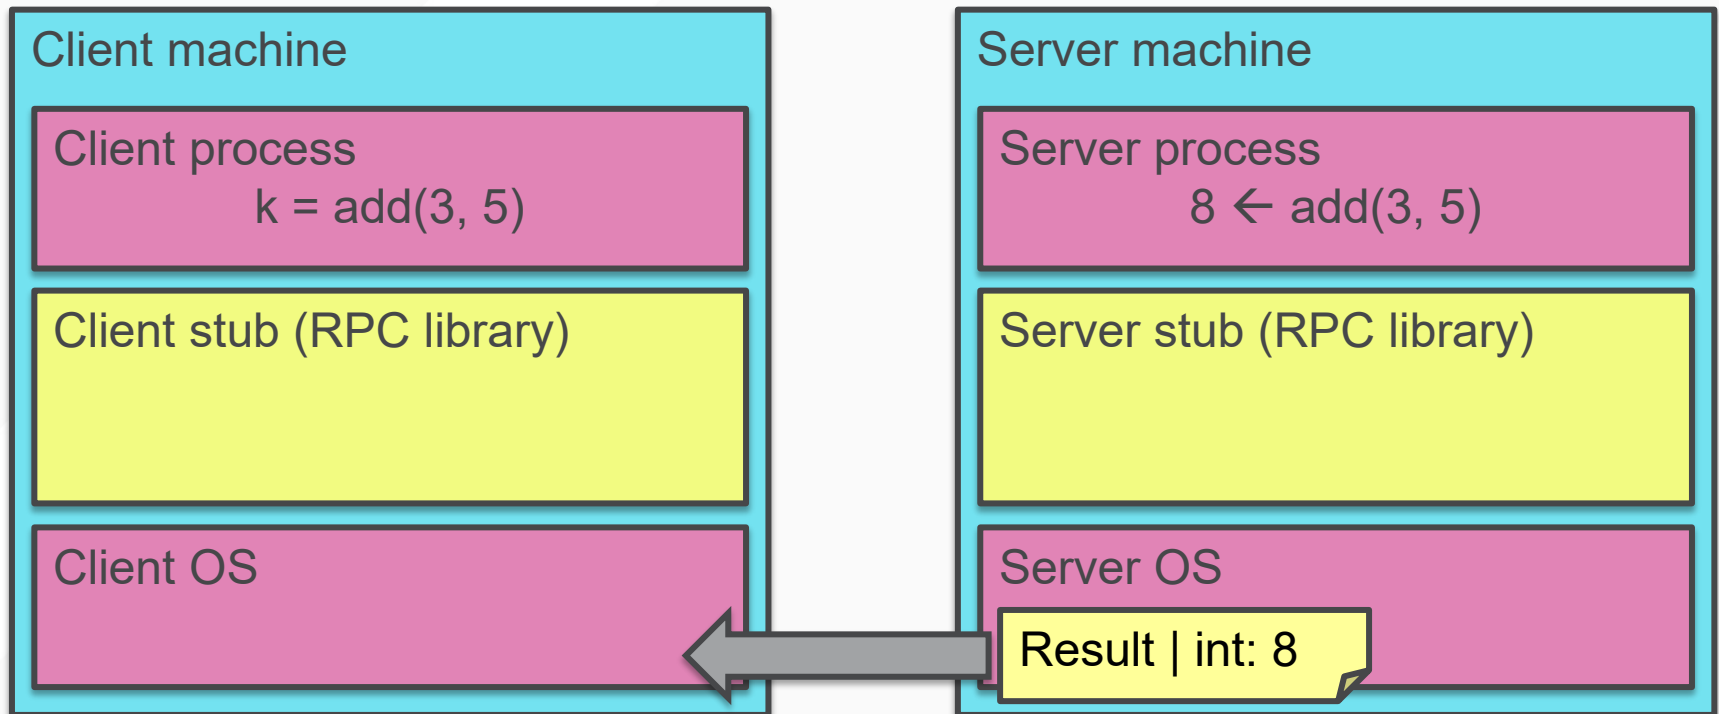 Client machine
Client process
k = add(3, 5)
Client stub (RPC library)
Client OS
Server machine
Server process
8 ← add(3, 5)
Server stub (RPC library)
Server OS
Result | int: 8